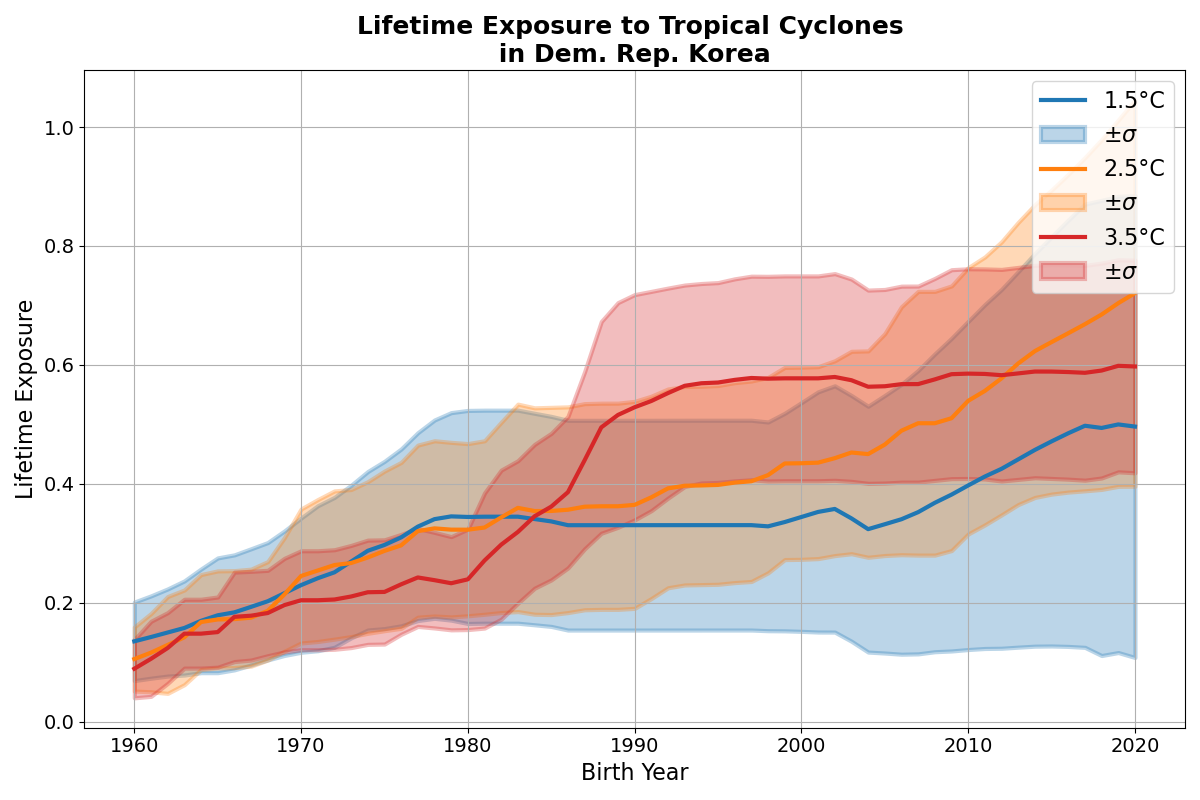 Lifetime Exposure to Tropical Cyclones
in Dem. Rep. Korea
1.5°C
±σ
2.5°C
±σ
3.5°C
±σ
Lifetime Exposure
1.0
0.8
0.6
0.4
0.2
0.0
1960 1970 1980 1990 2000 2010 2020
Birth Year